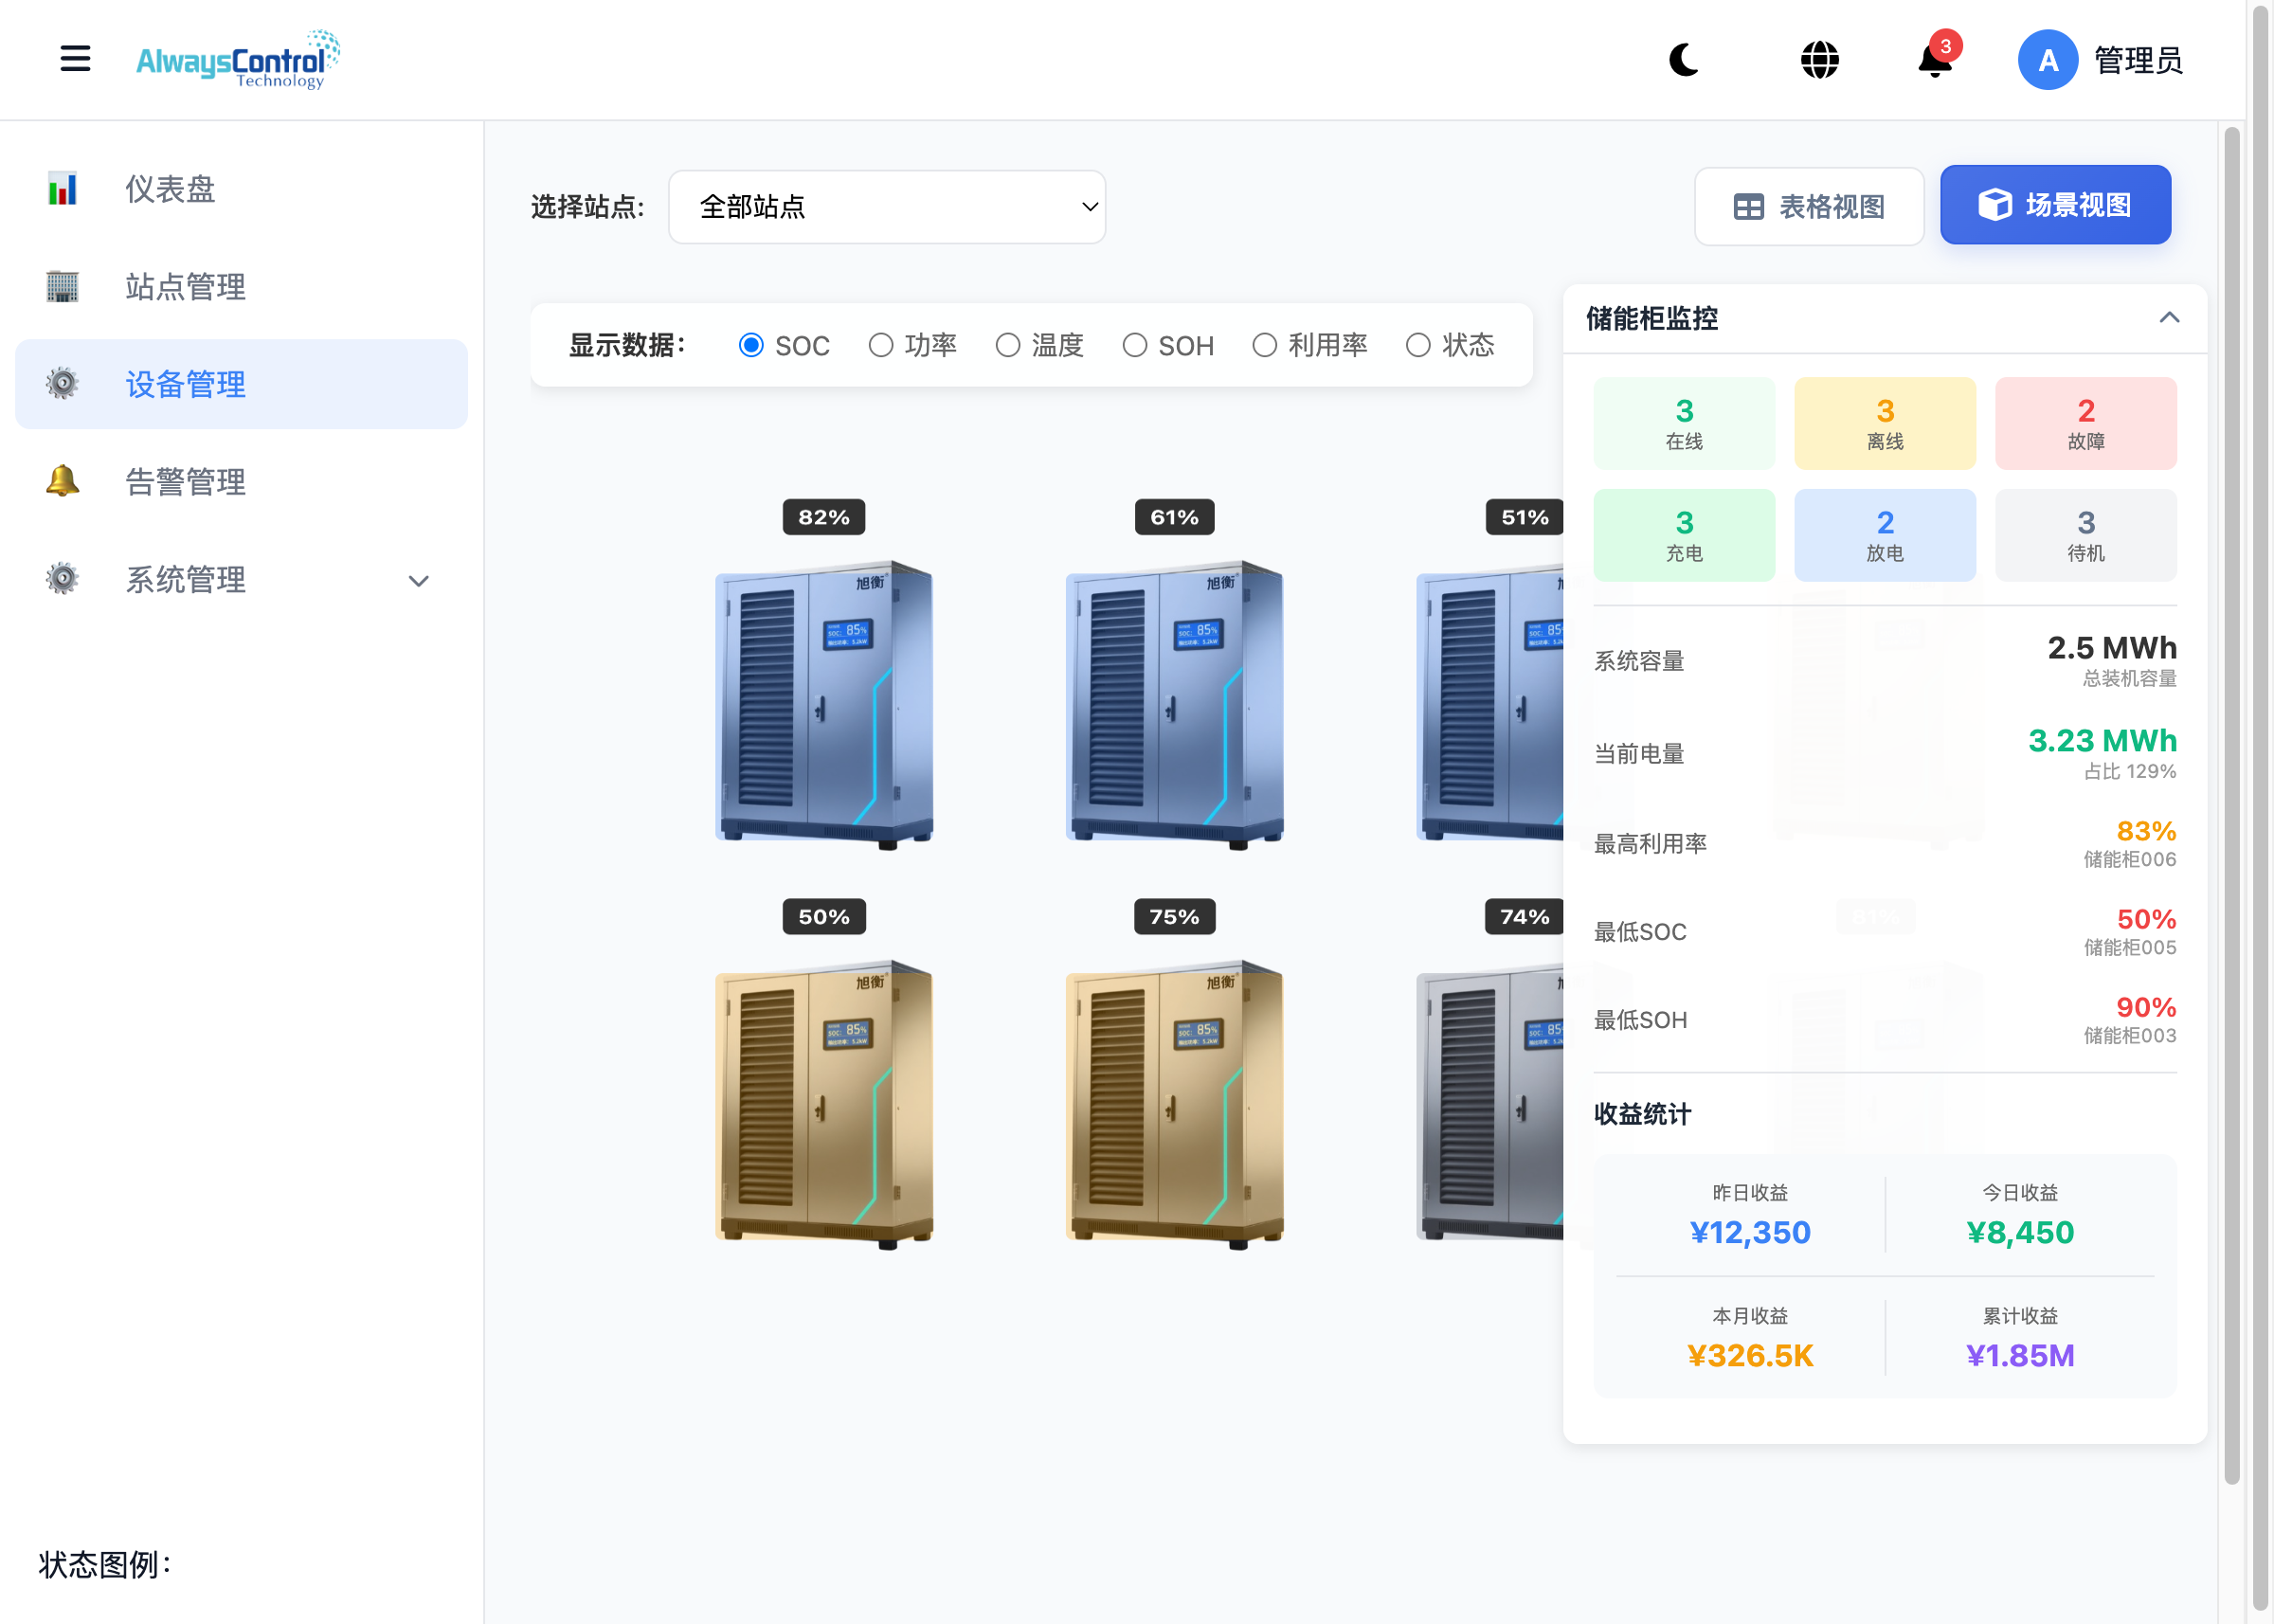 AlwaysControl
Technology
3
A
管理员
仪表盘
站点管理
设备管理
告警管理
系统管理
状态图例：
选择站点:
全部站点
表格视图
场景视图
显示数据：
SOC
功率
温度
SOH
利用率
状态
82%
61%
51%
旭衡
SOC: 85%
旭衡
SOC: 85%
SOC: 85
50%
75%
74%
81%
旭衡
SOC: 85%
旭衡
SOC: 85%
SOC: 85
储能柜监控
3
在线
3
离线
2
故障
3
充电
2
放电
3
待机
系统容量
2.5 MWh
总装机容量
当前电量
3.23 MWh
占比 129%
最高利用率
83%
储能柜006
最低SOC
50%
储能柜005
最低SOH
90%
储能柜003
收益统计
昨日收益
¥12,350
今日收益
¥8,450
本月收益
¥326.5K
累计收益
¥1.85M